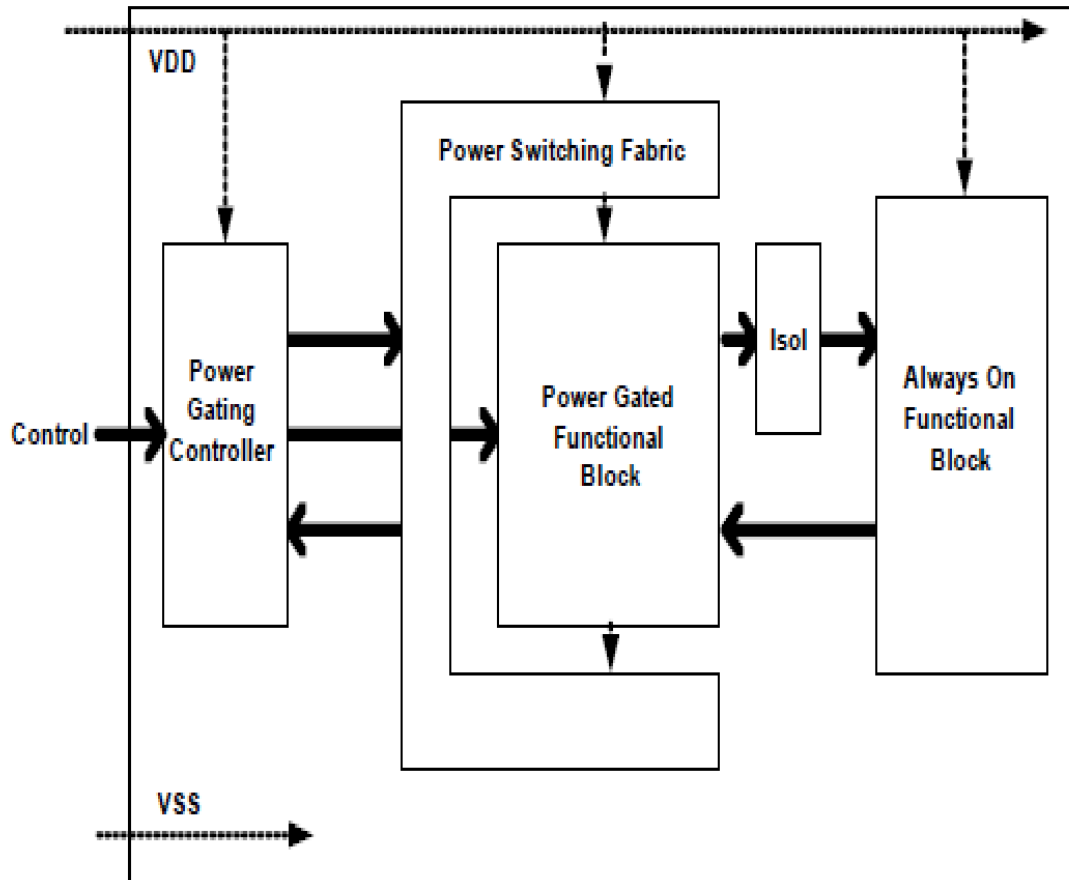 VDD
Power Switching Fabric
Control
Power
Gating
Controller
Power Gated
Functional
Block
Isol
Always On
Functional
Block
VSS